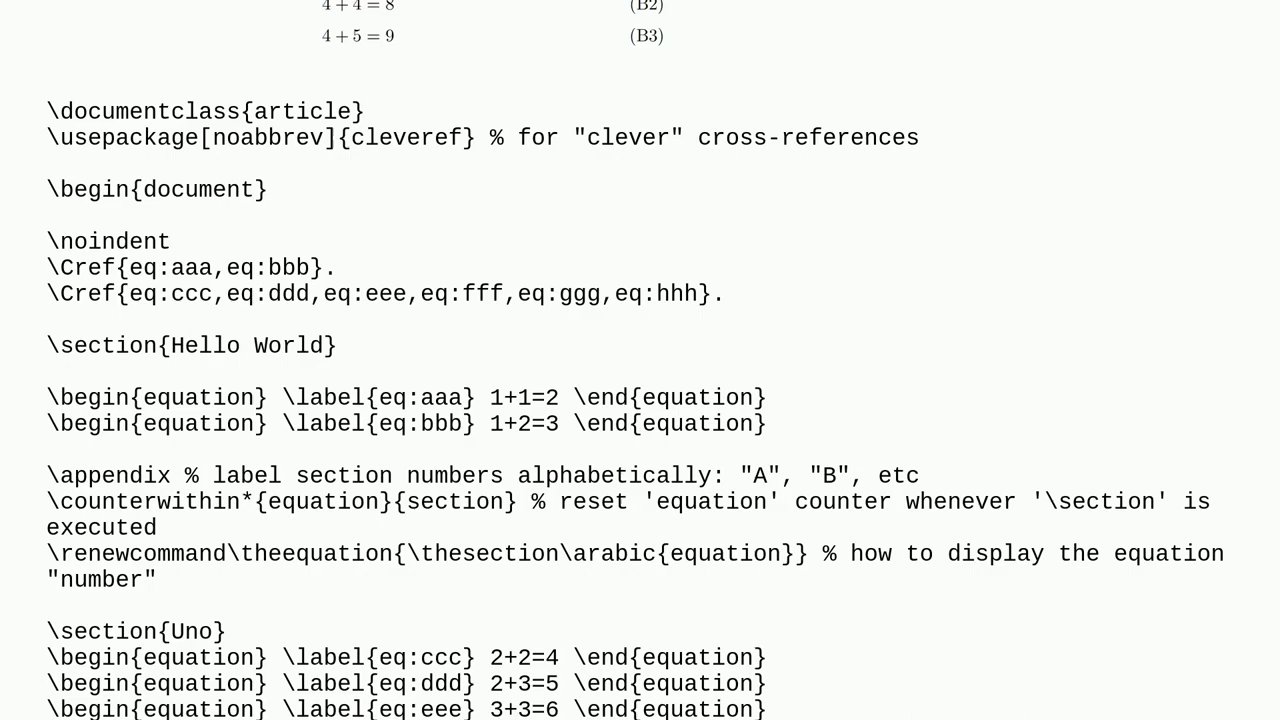 4 + 4 = 8 (B2)
4 + 5 = 9 (B3)
\documentclass{article}
\usepackage[noabbrev]{cleveref} % for "clever" cross-references
\begin{document}
\noindent
\Cref{eq:aaa,eq:bbb}.
\Cref{eq:ccc,eq:ddd,eq:eee,eq:fff,eq:ggg,eq:hhh}.
\section{Hello World}
\begin{equation} \label{eq:aaa} 1+1=2 \end{equation}
\begin{equation} \label{eq:bbb} 1+2=3 \end{equation}
\appendix % label section numbers alphabetically: "A", "B", etc
\counterwithin*{equation}{section} % reset 'equation' counter whenever '\section' is
executed
\renewcommand\theequation{\thesection\arabic{equation}} % how to display the equation
"number"
\section{Uno}
\begin{equation} \label{eq:ccc} 2+2=4 \end{equation}
\begin{equation} \label{eq:ddd} 2+3=5 \end{equation}
\begin{equation} \label{eq:eee} 3+3=6 \end{equation}